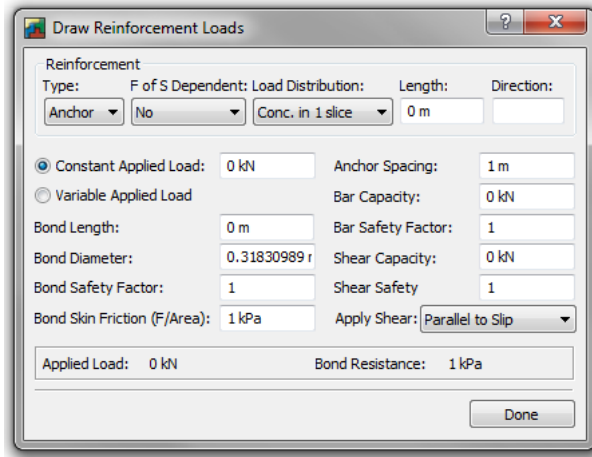 Draw Reinforcement Loads
?
X
Reinforcement
Type: F of S Dependent: Load Distribution: Length: Direction:
Anchor No Conc. in 1 slice 0 m
Constant Applied Load: 0 kN Anchor Spacing: 1 m
Variable Applied Load Bar Capacity: 0 kN
Bond Length: 0 m Bar Safety Factor: 1
Bond Diameter: 0.31830989 r Shear Capacity: 0 kN
Bond Safety Factor: 1 Shear Safety 1
Bond Skin Friction (F/Area): 1 kPa Apply Shear: Parallel to Slip
Applied Load: 0 kN Bond Resistance: 1 kPa
Done